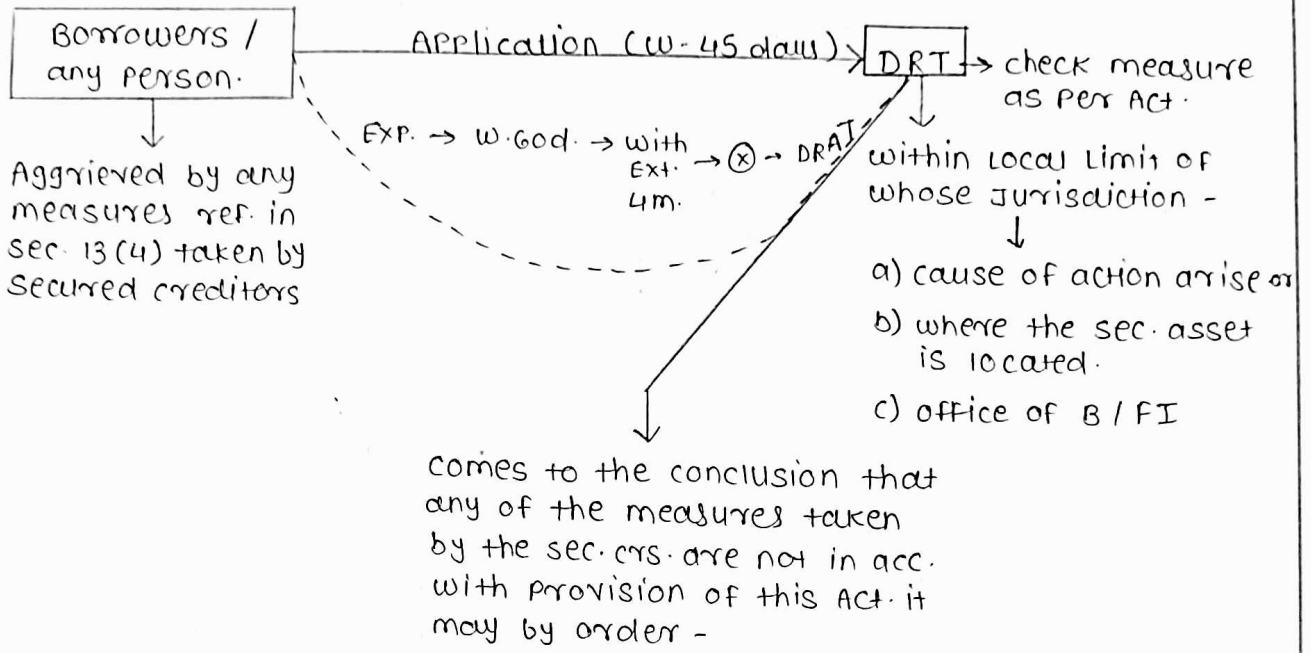 Borrowers /
any person.
Application (W-45 days)
DRT
check measure
as per Act.
Aggrieved by any
measures ref. in
sec. 13(4) taken by
secured creditors
Exp. → W.60d. → with
Ext.
4m.
→ ⓧ → DRAT
within local limit of
whose jurisdiction -
a) cause of action arise or
b) where the sec. asset
is located.
c) office of B / FI
comes to the conclusion that
any of the measures taken
by the sec. crs. are not in acc.
with provision of this Act. it
may by order -